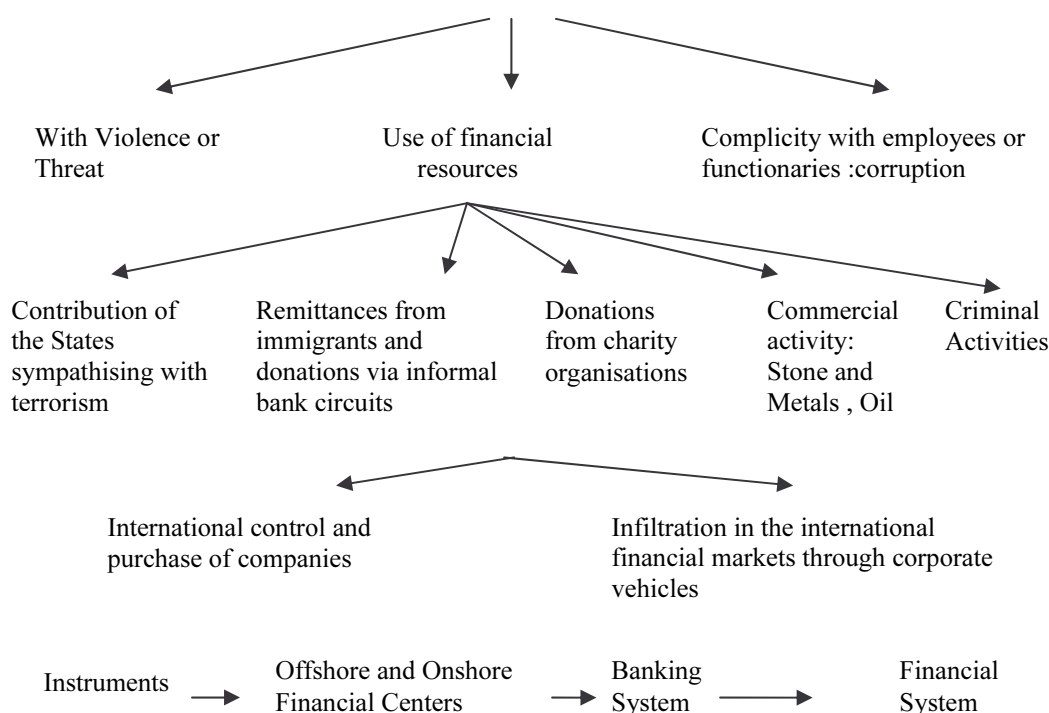 With Violence or
Threat
Use of financial
resources
Complicity with employees or
functionaries :corruption
Contribution of
the States
sympathising with
terrorism
Remittances from
immigrants and
donations via informal
bank circuits
Donations
from charity
organisations
Commercial
activity:
Stone and
Metals , Oil
Criminal
Activities
International control and
purchase of companies
Infiltration in the international
financial markets through corporate
vehicles
Instruments
Offshore and Onshore
Financial Centers
Banking
System
Financial
System